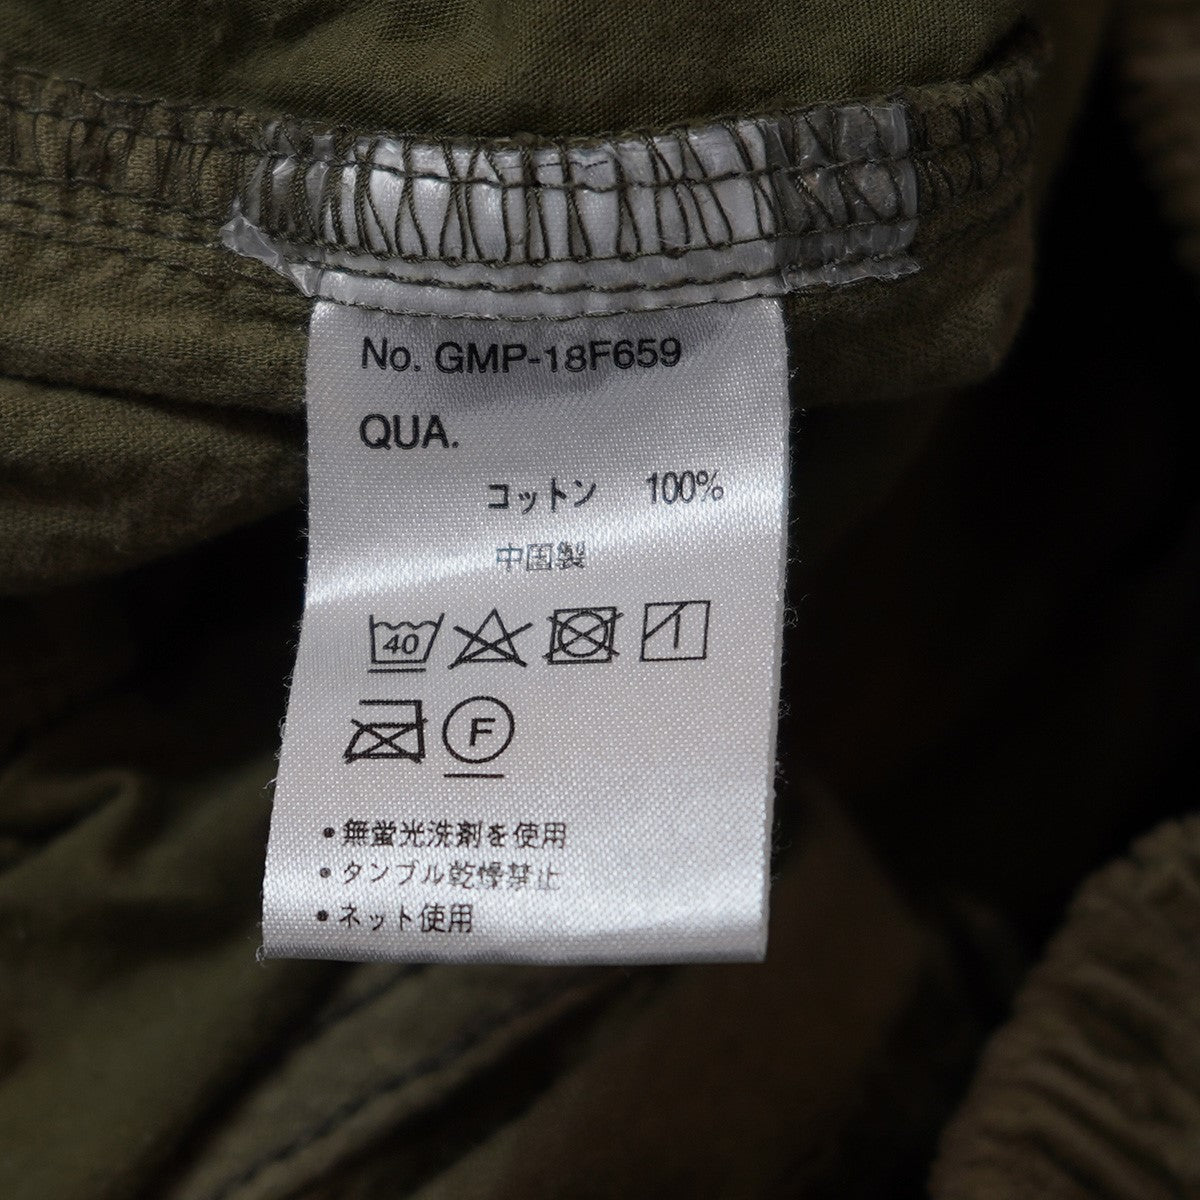 No. GMP-18F659
QUA.
コットン 100%
中国製
40
F
•無蛍光洗剤を使用
•タンブル乾燥禁止
•ネット使用